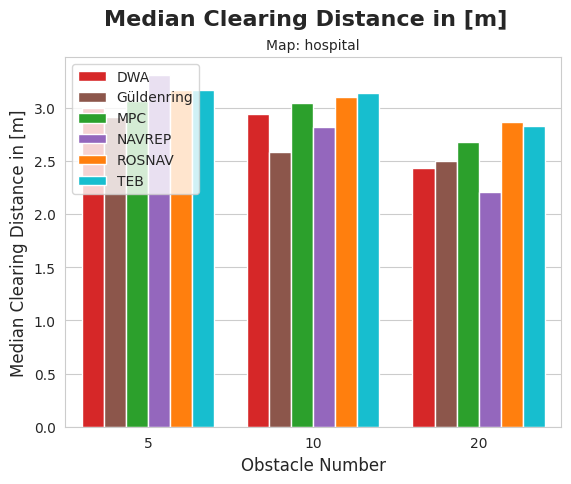 Median Clearing Distance in [m]
Map: hospital
DWA
Güldenring
MPC
NAVREP
ROSNAV
TEB
Median Clearing Distance in [m]
3.0
2.5
2.0
1.5
1.0
0.5
0.0
5
10
20
Obstacle Number